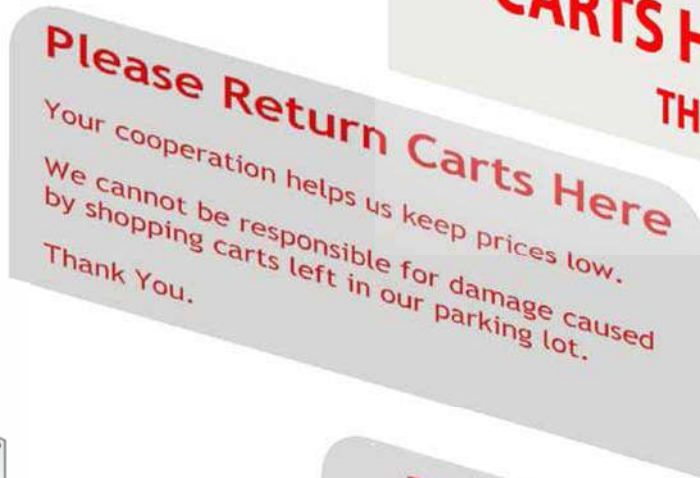 CARTS
Please Return Carts Here
Your cooperation helps us keep prices low.
We cannot be responsible for damage caused
by shopping carts left in our parking lot.
Thank You.